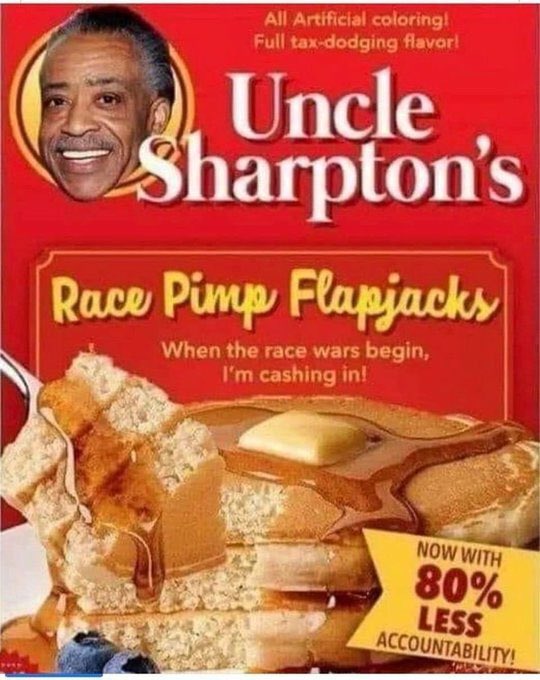 All Artificial coloring!
Full tax-dodging flavor!
Uncle
Sharpton's
Race Pimp Flapjacks
When the race wars begin,
I'm cashing in!
NOW WITH
80%
LESS
ACCOUNTABILITY!